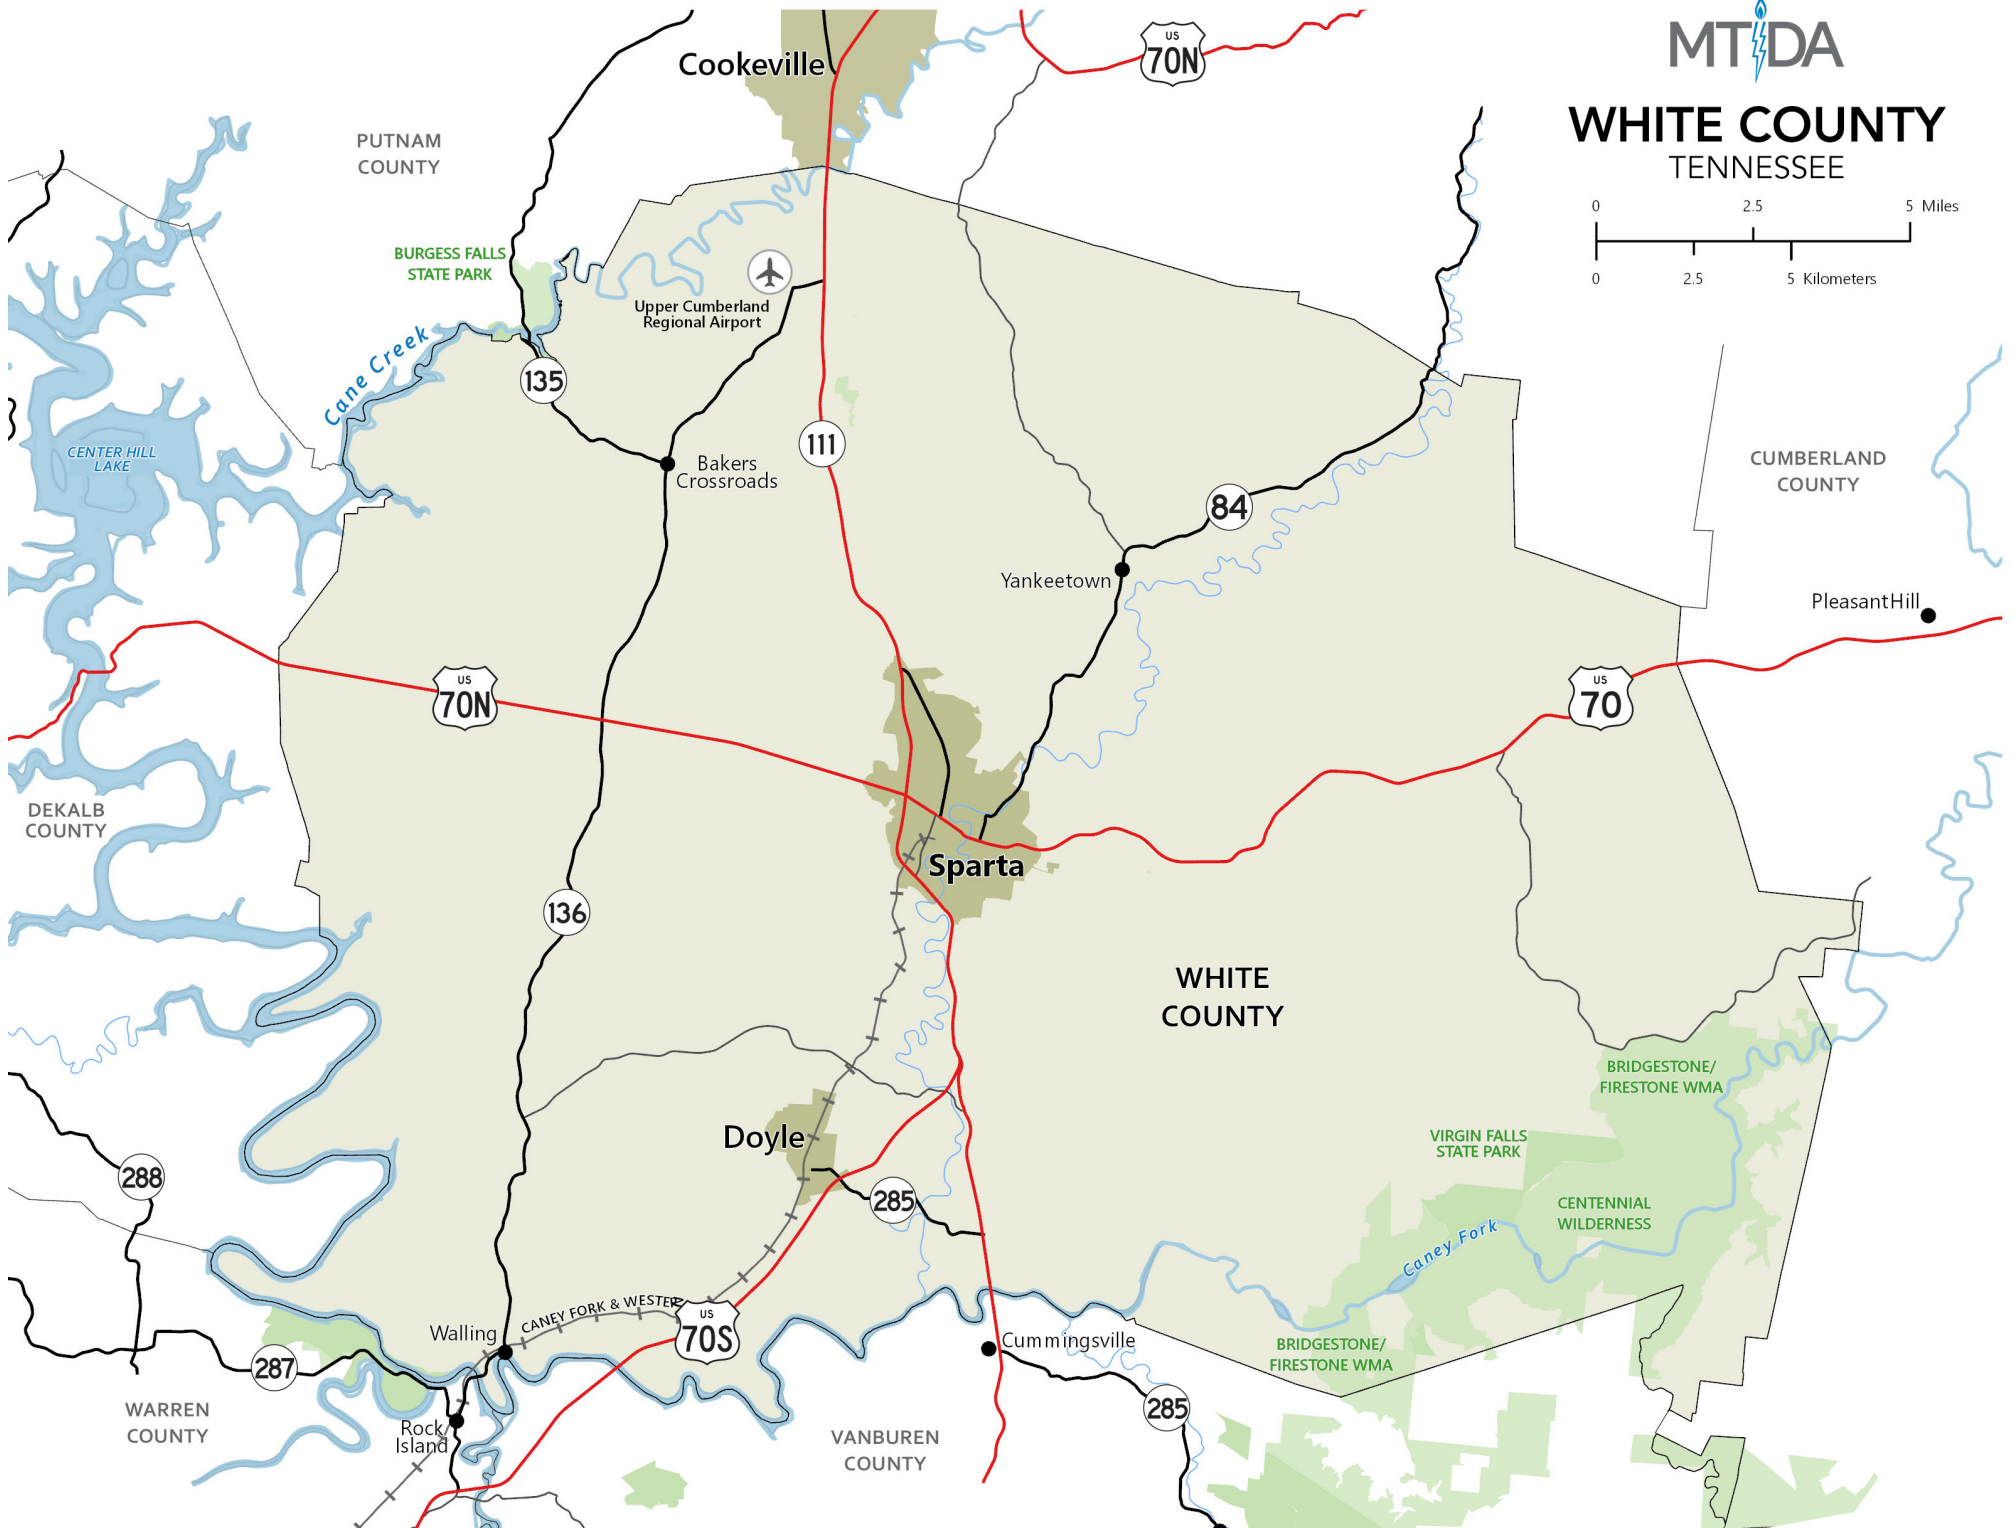 MTIDA
WHITE COUNTY
TENNESSEE
0 2.5 5 Miles
0 2.5 5 Kilometers
Cookeville
US
70N
PUTNAM
COUNTY
BURGESS FALLS
STATE PARK
Upper Cumberland
Regional Airport
Cane Creek
135
111
CENTER HILL
LAKE
Bakers
Crossroads
84
CUMBERLAND
COUNTY
Yankeetown
PleasantHill
US
70N
US
70
DEKALB
COUNTY
Sparta
136
WHITE
COUNTY
BRIDGESTONE/
FIRESTONE WMA
Doyle
VIRGIN FALLS
STATE PARK
288
285
CENTENNIAL
WILDERNESS
Caney Fork
CANEY FORK & WESTER
US
70S
Walling
Cummingsville
BRIDGESTONE/
FIRESTONE WMA
287
285
WARREN
COUNTY
Rock
Island
VANBUREN
COUNTY